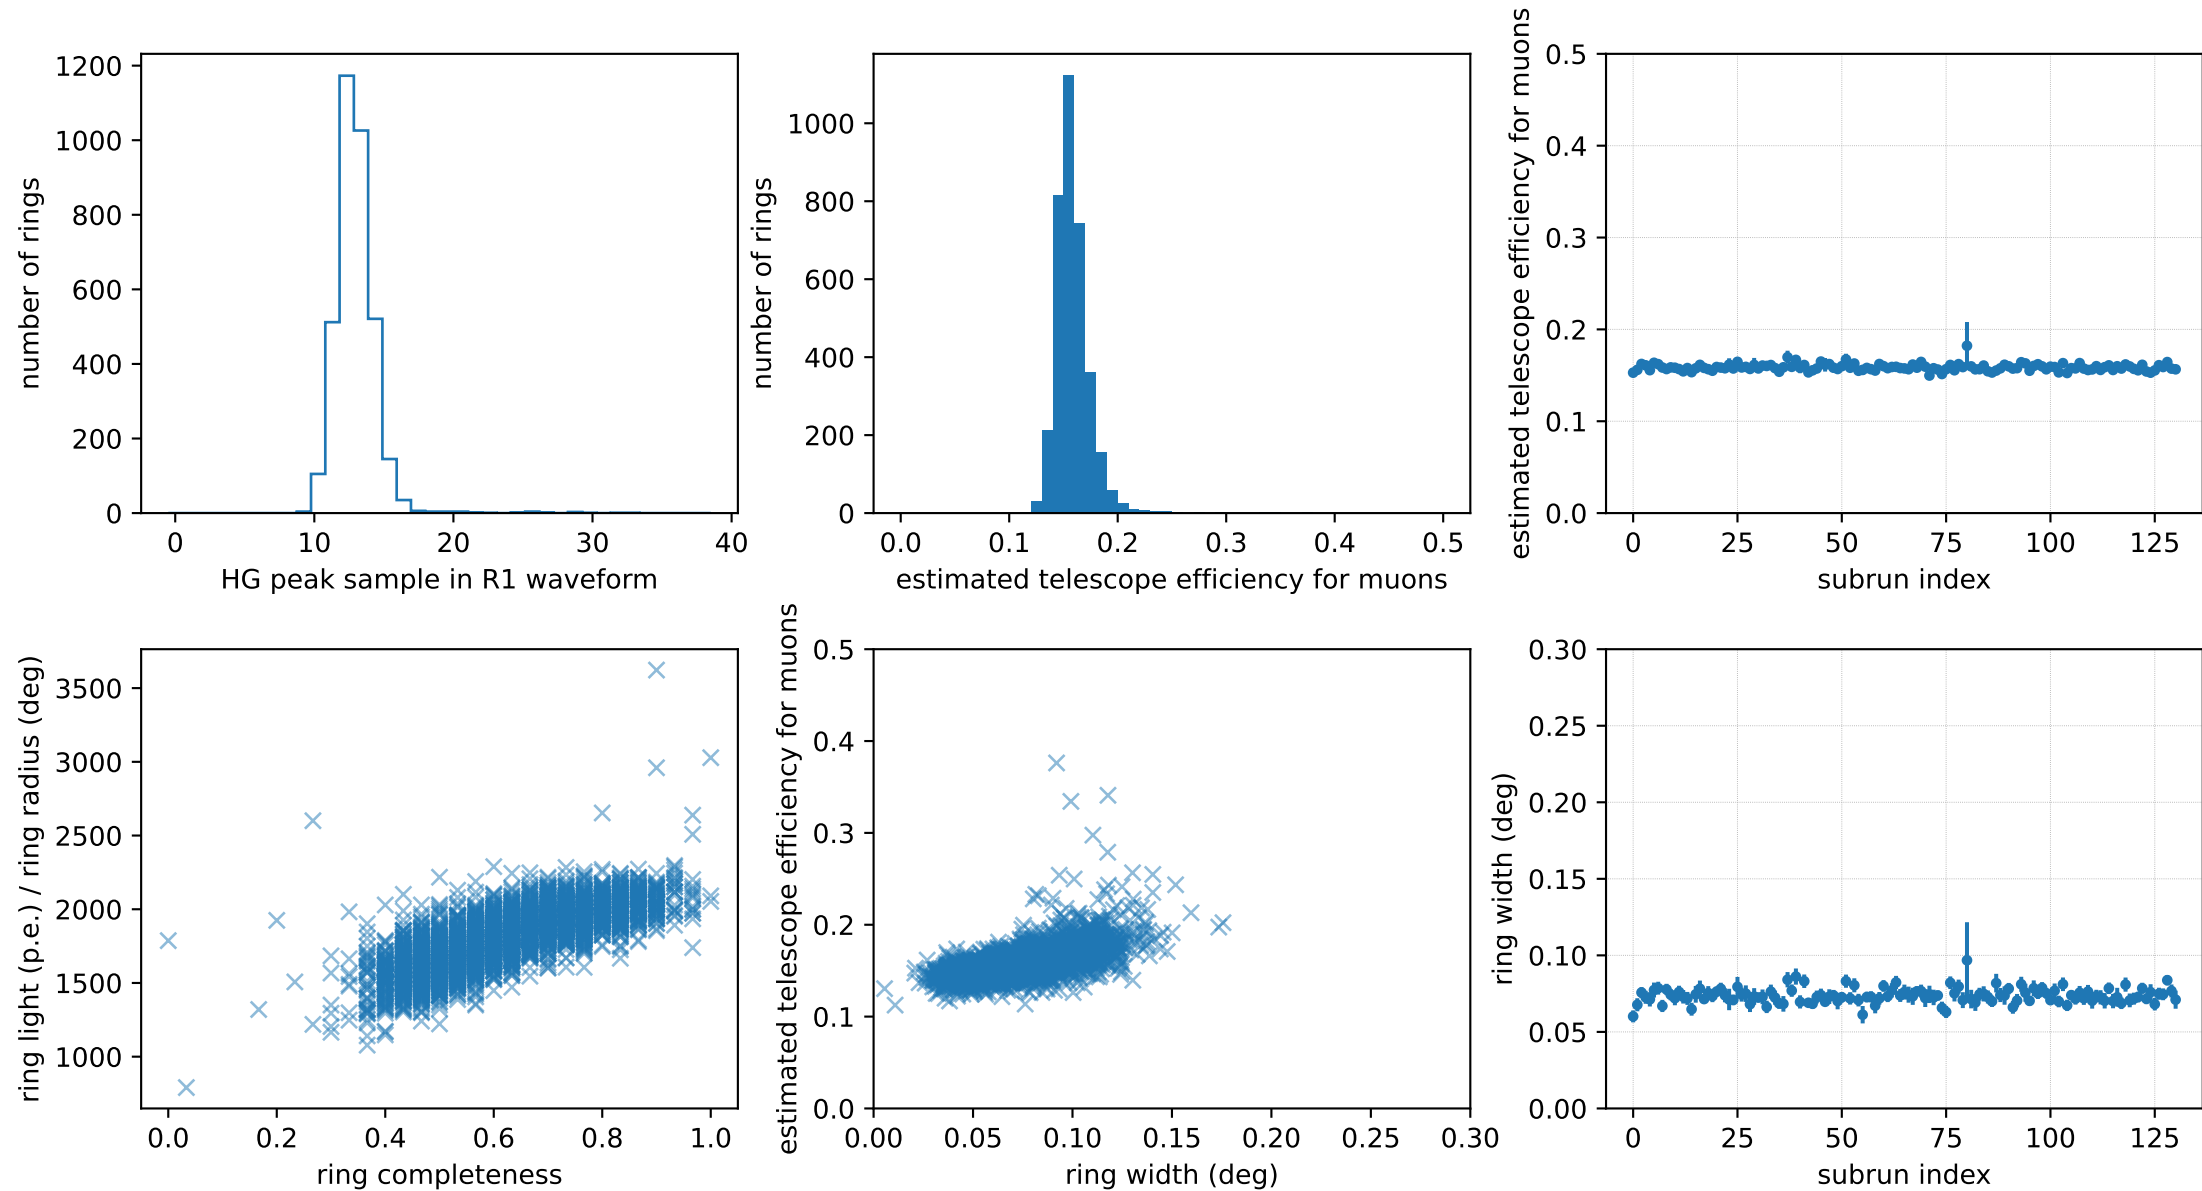 1200
1000
800
600
400
200
0
number of rings
0 10 20 30 40
HG peak sample in R1 waveform
1000
800
600
400
200
0
number of rings
0.0 0.1 0.2 0.3 0.4 0.5
estimated telescope efficiency for muons
0.5
0.4
0.3
0.2
0.1
0.0
estimated telescope efficiency for muons
0 25 50 75 100 125
subrun index
3500
3000
2500
2000
1500
1000
ring light (p.e.) / ring radius (deg)
0.0 0.2 0.4 0.6 0.8 1.0
ring completeness
0.5
0.4
0.3
0.2
0.1
0.0
estimated telescope efficiency for muons
0.00 0.05 0.10 0.15 0.20 0.25 0.30
ring width (deg)
0.30
0.25
0.20
0.15
0.10
0.05
0.00
ring width (deg)
0 25 50 75 100 125
subrun index